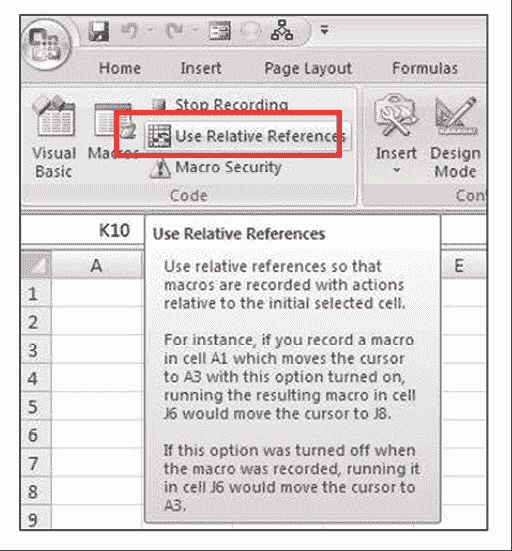 Home Insert Page Layout Formulas
Stop Recording
Use Relative References
Macro Security
Visual Basic
Macros
Insert
Design Mode
Code
Con
K10
A E
Use Relative References
Use relative references so that
macros are recorded with actions
relative to the initial selected cell.
For instance, if you record a macro
in cell A1 which moves the cursor
to A3 with this option turned on,
running the resulting macro in cell
J6 would move the cursor to J8.
If this option was turned off when
the macro was recorded, running it
in cell J6 would move the cursor to
A3.
1
2
3
4
5
6
7
8
9